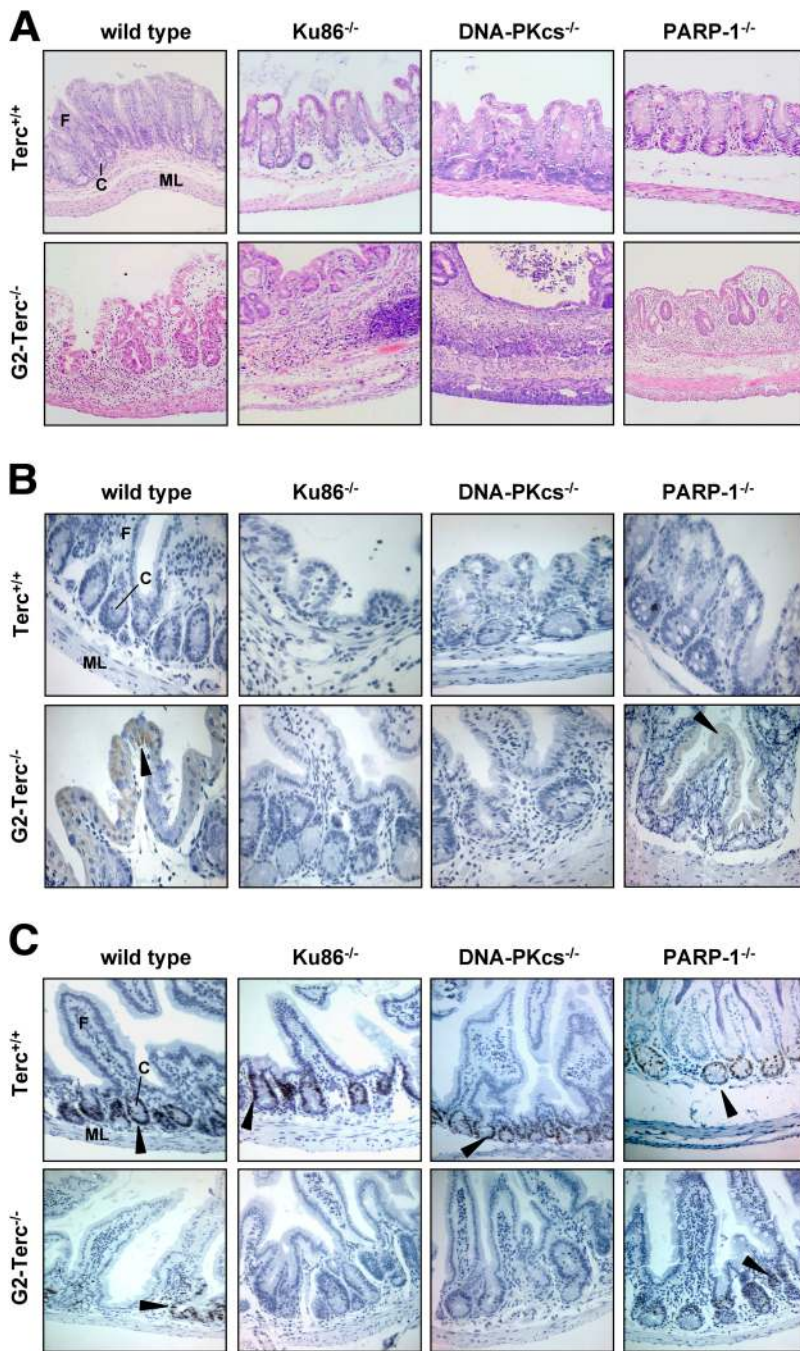 A
wild type Ku86-/- DNA-PKcs-/- PARP-1-/-
Terc+/+
F
C
ML
G2-Terc-/-
B
wild type Ku86-/- DNA-PKcs-/- PARP-1-/-
Terc+/+
F
C
ML
G2-Terc-/-
C
wild type Ku86-/- DNA-PKcs-/- PARP-1-/-
Terc+/+
F
C
ML
G2-Terc-/-